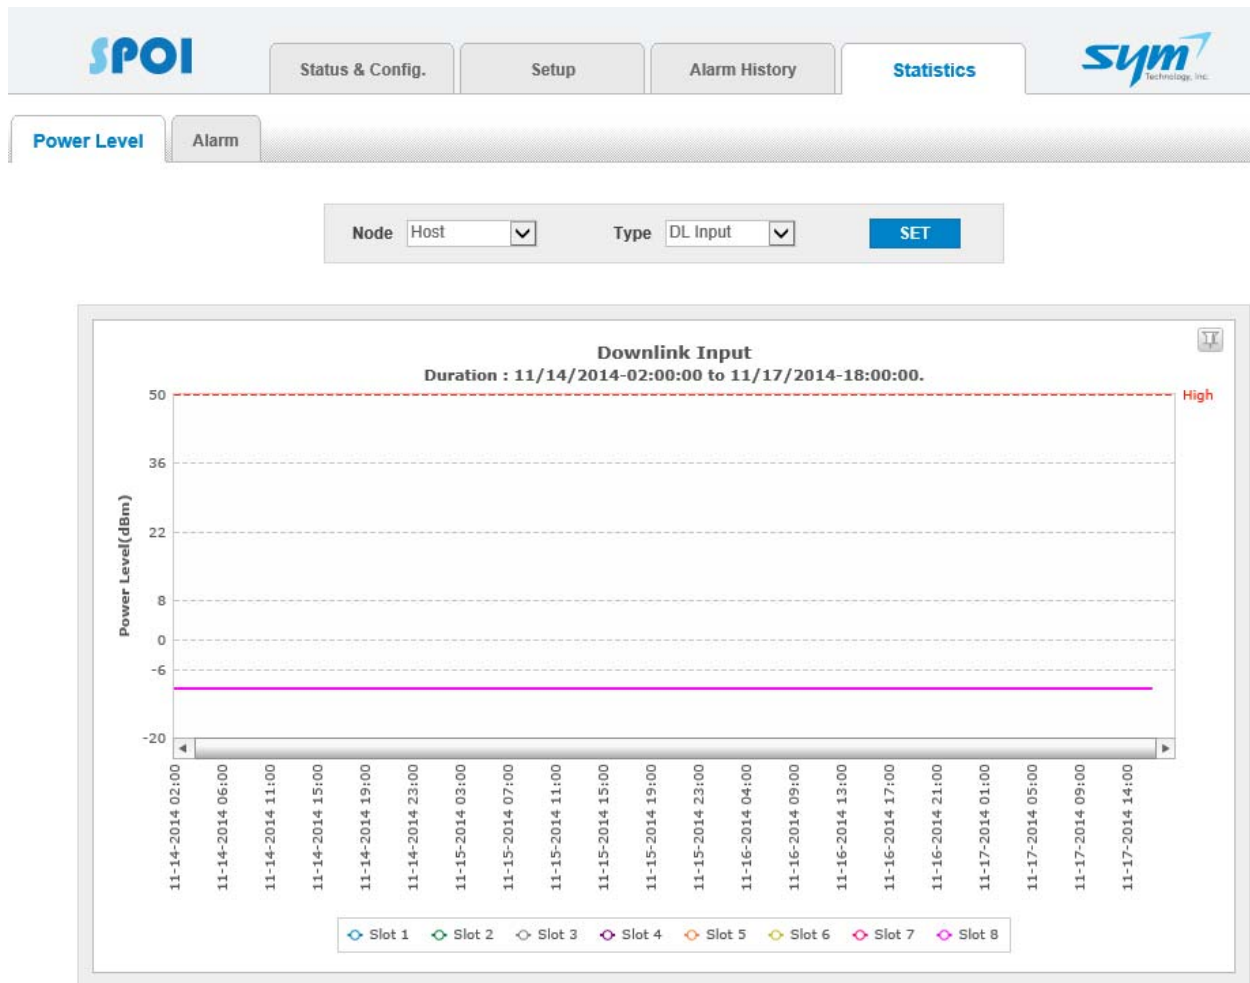 SPOI
Status & Config.
Setup
Alarm History
Statistics
sym
Technology, Inc.
Power Level
Alarm
Node Host
Type DL Input
SET
Downlink Input
Duration : 11/14/2014-02:00:00 to 11/17/2014-18:00:00.
High
Power Level(dBm)
50
36
22
8
0
-6
-20
11-14-2014 02:00
11-14-2014 06:00
11-14-2014 11:00
11-14-2014 15:00
11-14-2014 19:00
11-14-2014 23:00
11-15-2014 03:00
11-15-2014 07:00
11-15-2014 11:00
11-15-2014 15:00
11-15-2014 19:00
11-15-2014 23:00
11-16-2014 04:00
11-16-2014 09:00
11-16-2014 13:00
11-16-2014 17:00
11-16-2014 21:00
11-17-2014 01:00
11-17-2014 05:00
11-17-2014 09:00
11-17-2014 14:00
Slot 1 Slot 2 Slot 3 Slot 4 Slot 5 Slot 6 Slot 7 Slot 8